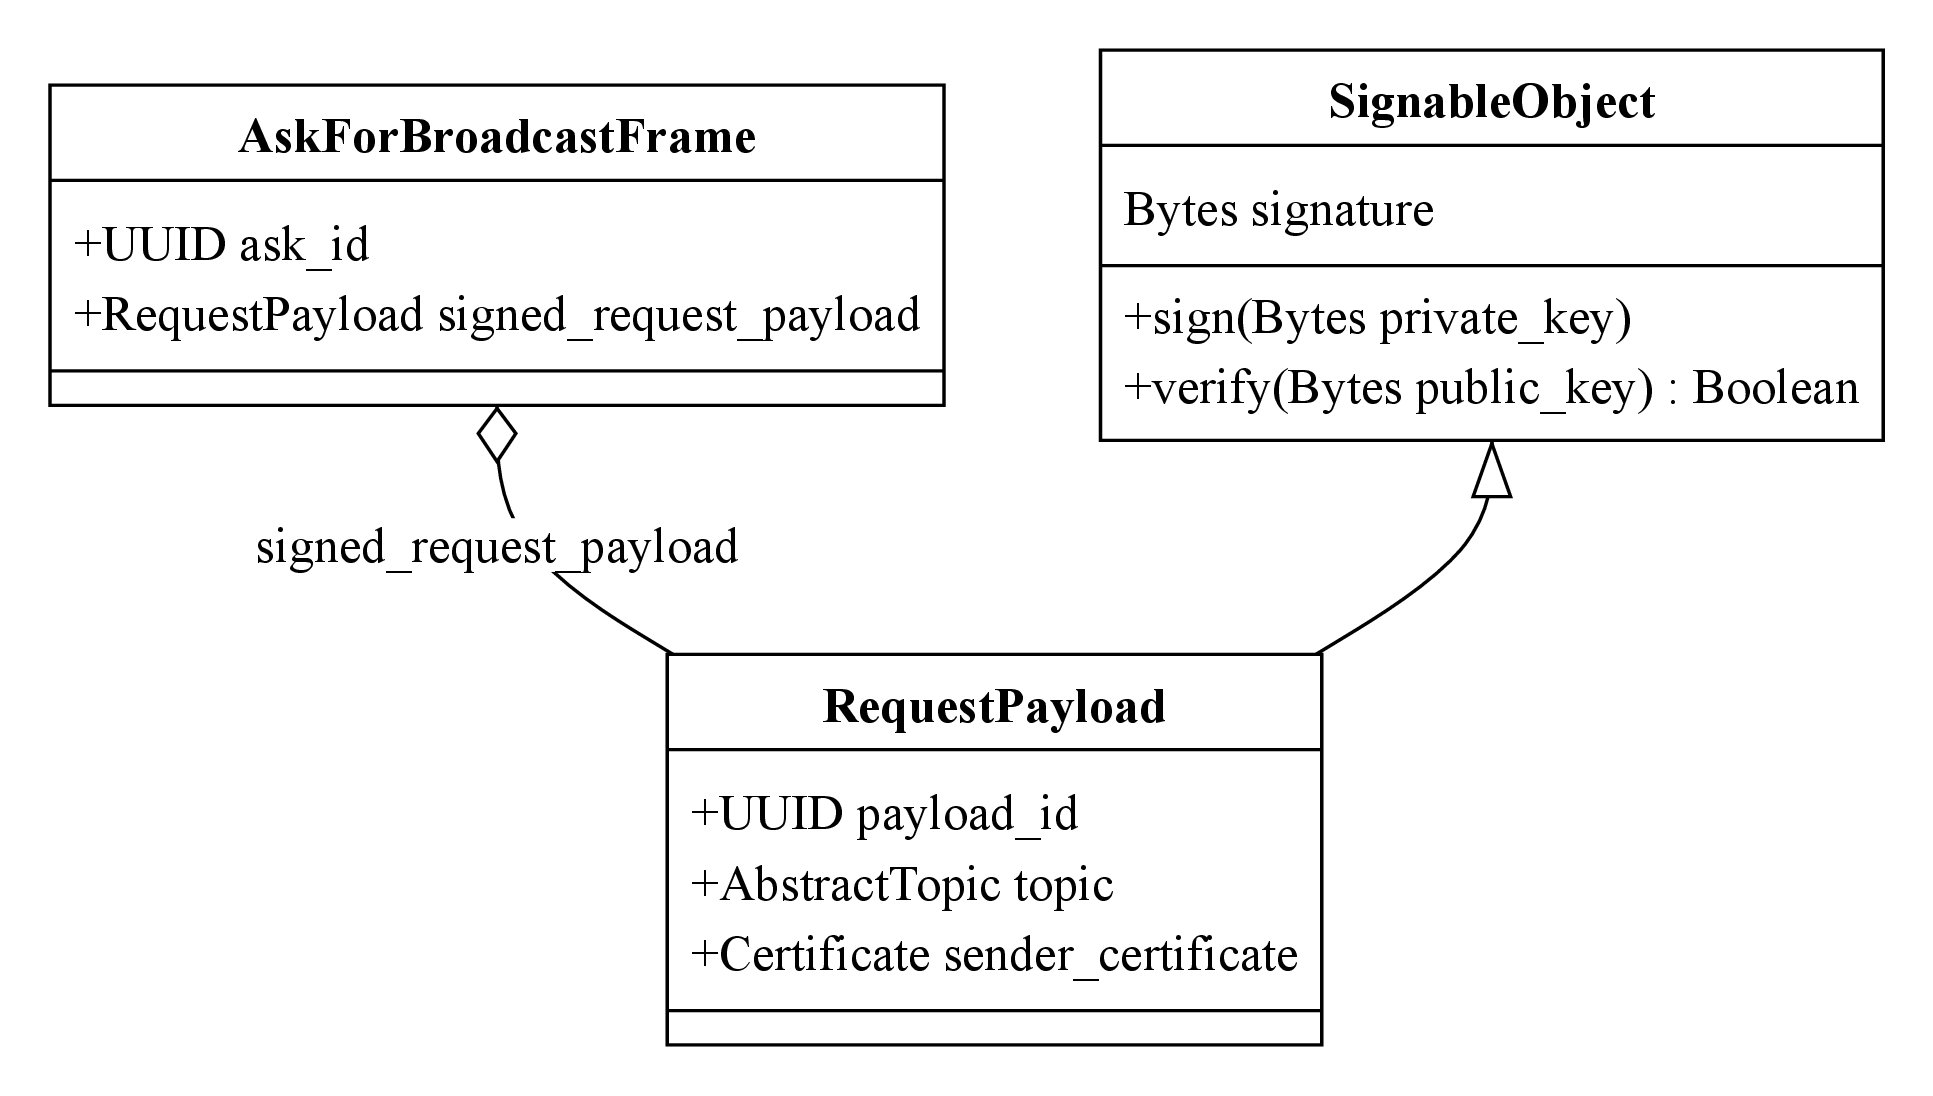 AskForBroadcastFrame
+UUID ask_id
+RequestPayload signed_request_payload
SignableObject
Bytes signature
+sign(Bytes private_key)
+verify(Bytes public_key) : Boolean
signed_request_payload
RequestPayload
+UUID payload_id
+AbstractTopic topic
+Certificate sender_certificate